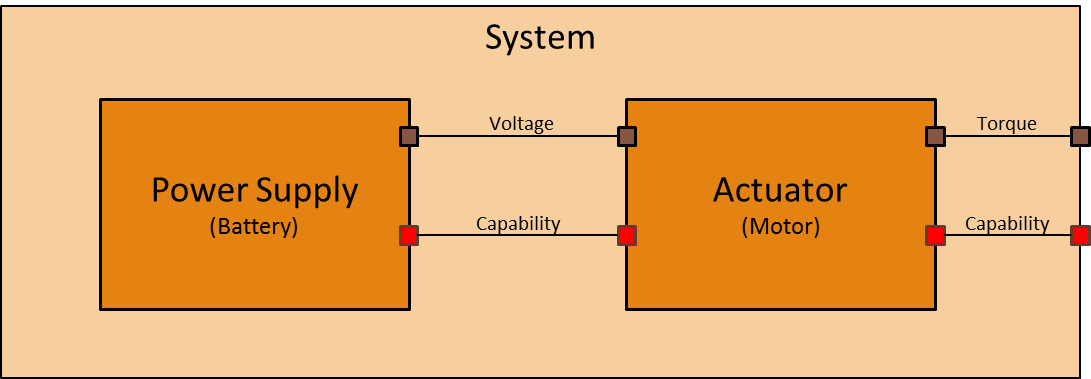 System
Voltage
Torque
Power Supply
(Battery)
Actuator
(Motor)
Capability
Capability